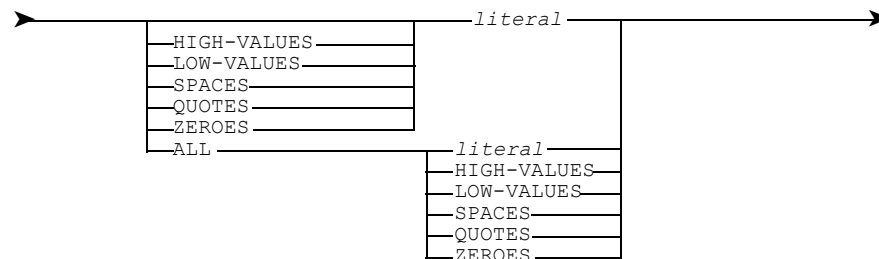 literal
HIGH-VALUES
LOW-VALUES
SPACES
QUOTES
ZEROES
ALL
literal
HIGH-VALUES
LOW-VALUES
SPACES
QUOTES
ZEROES